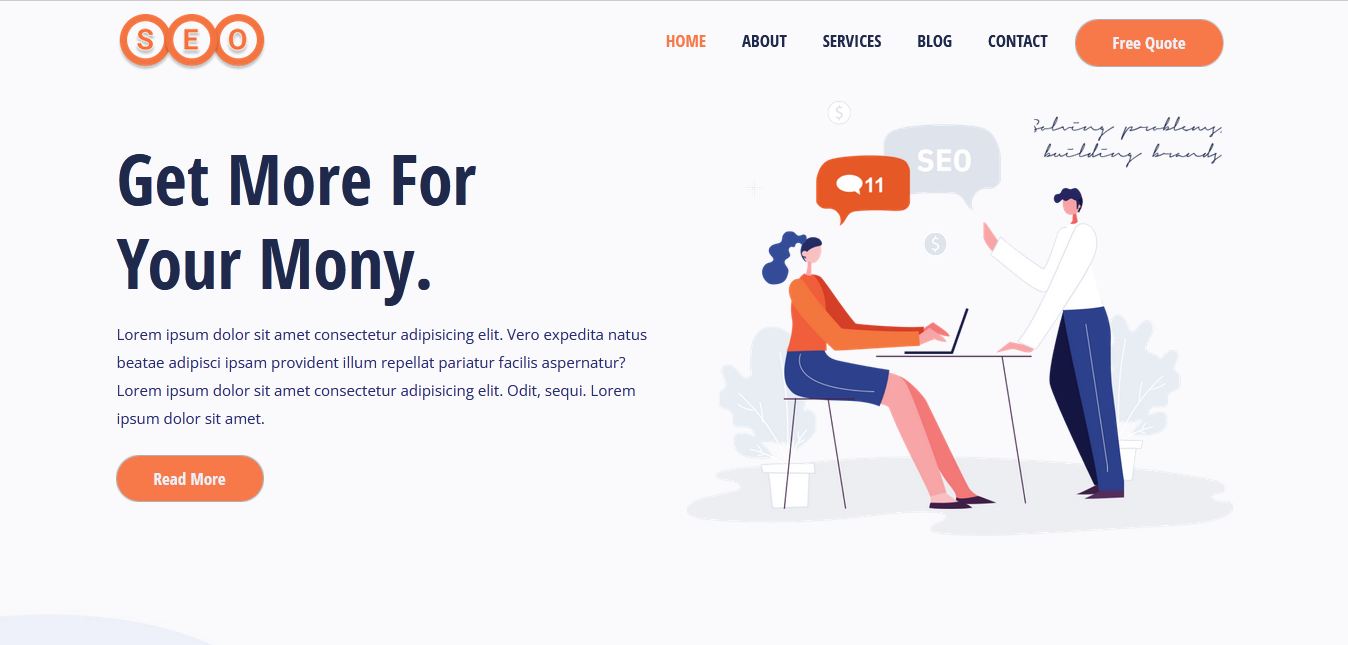 SEO
HOME ABOUT SERVICES BLOG CONTACT Free Quote
Get More For
Your Mony.
Lorem ipsum dolor sit amet consectetur adipisicing elit. Vero expedita natus
beatae adipisci ipsam provident illum repellat pariatur facilis aspernatur?
Lorem ipsum dolor sit amet consectetur adipisicing elit. Odit, sequi. Lorem
ipsum dolor sit amet.
Read More
Solving problems,
building brands
SEO
11
$
$